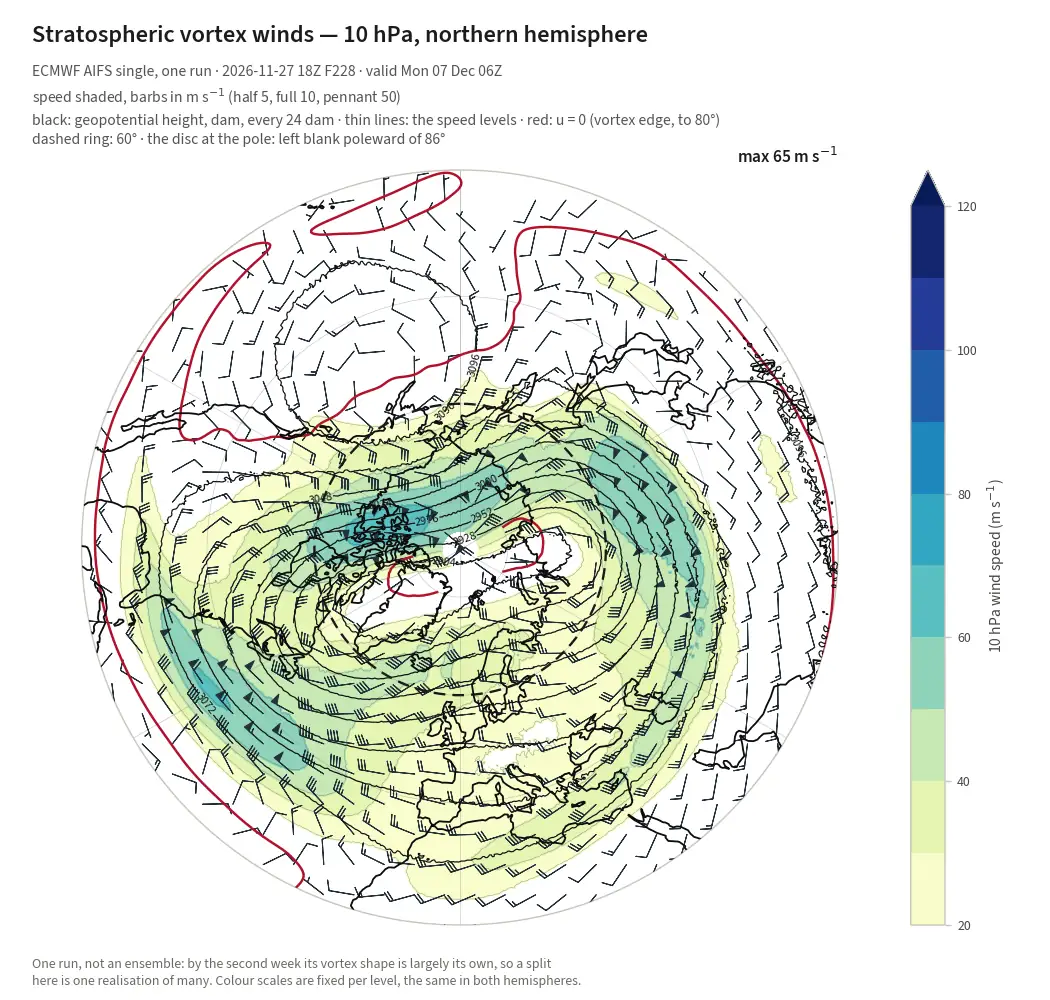 Stratospheric vortex winds — 10 hPa, northern hemisphere
ECMWF AIFS single, one run · 2026-11-27 18Z F228 · valid Mon 07 Dec 06Z
speed shaded, barbs in m s⁻¹ (half 5, full 10, pennant 50)
black: geopotential height, dam, every 24 dam · thin lines: the speed levels · red: u = 0 (vortex edge, to 80°)
dashed ring: 60° · the disc at the pole: left blank poleward of 86°
max 65 m s⁻¹
120
100
80
60
40
20
10 hPa wind speed (m s⁻¹)
3096
3048
3000
2976
2952
2928
3072
One run, not an ensemble: by the second week its vortex shape is largely its own, so a split
here is one realisation of many. Colour scales are fixed per level, the same in both hemispheres.